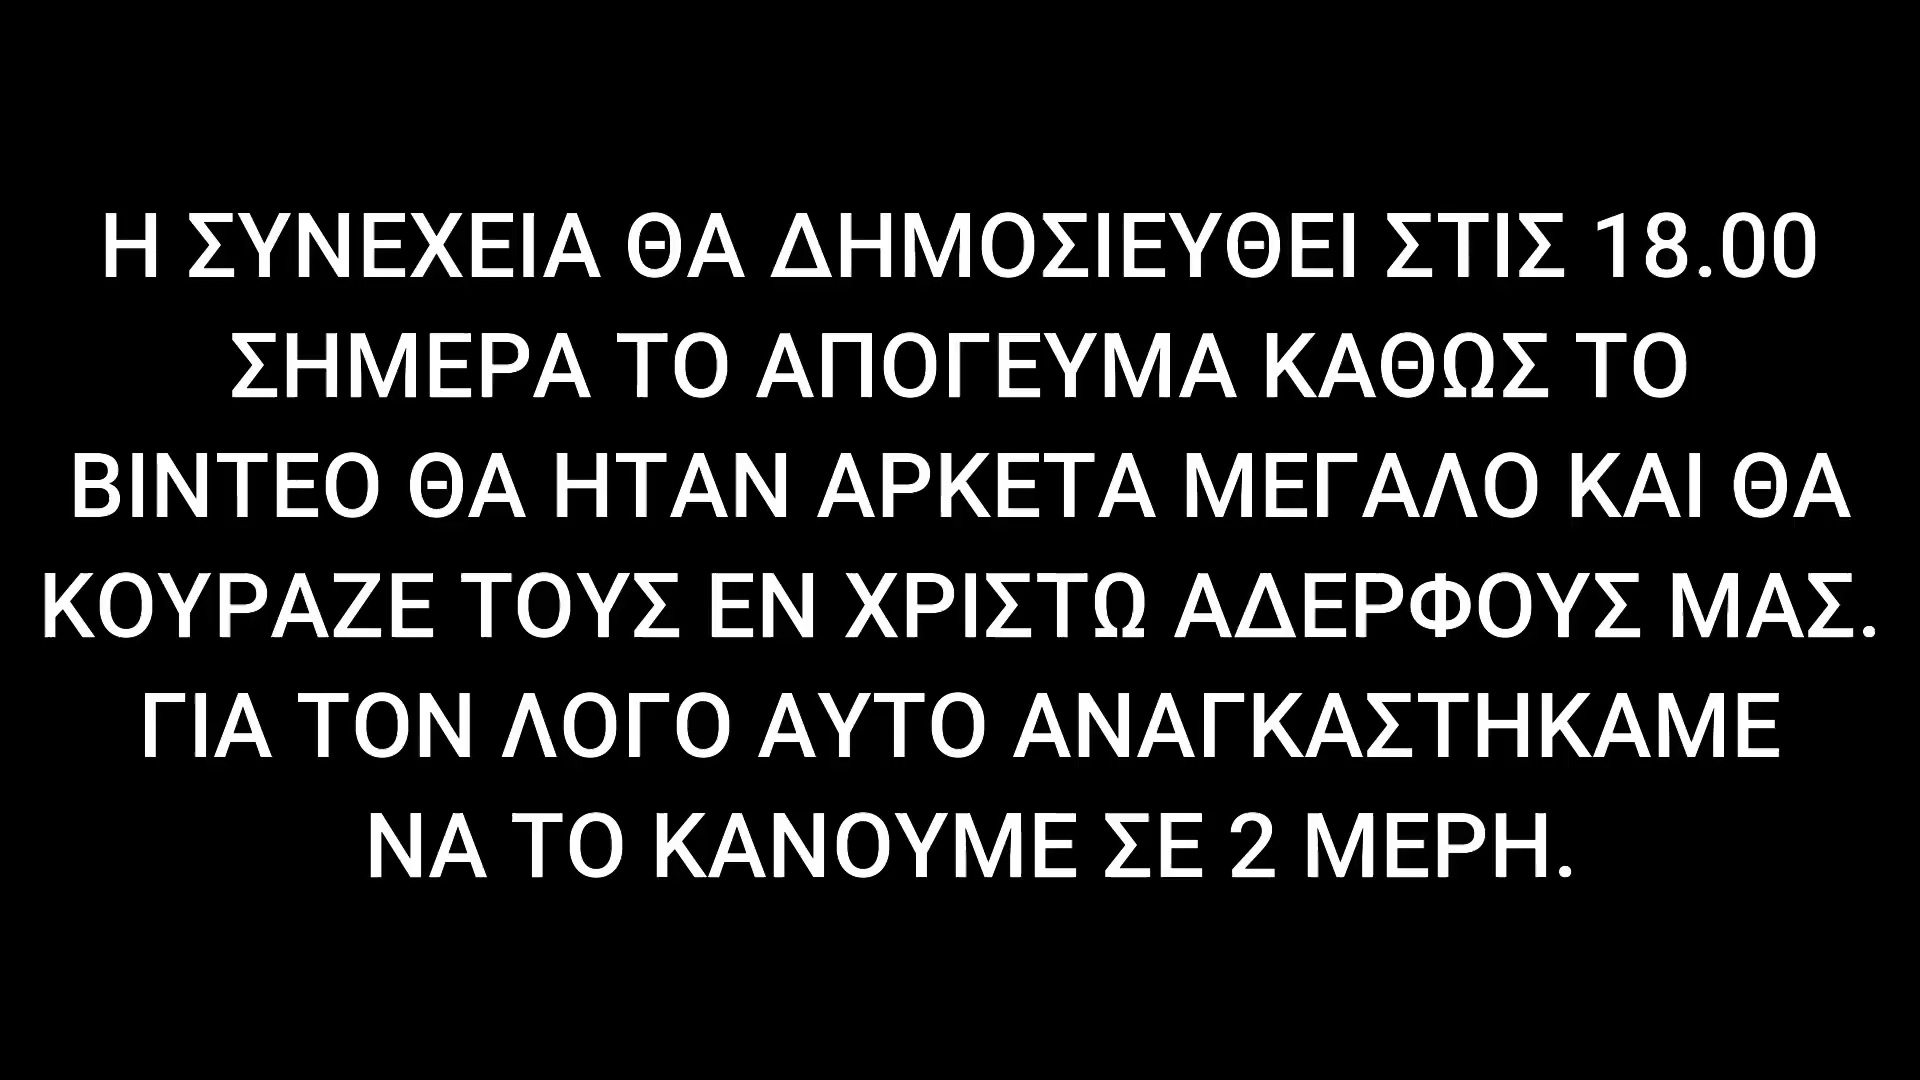 Η ΣΥΝΕΧΕΙΑ ΘΑ ΔΗΜΟΣΙΕΥΘΕΙ ΣΤΙΣ 18.00
ΣΗΜΕΡΑ ΤΟ ΑΠΟΓΕΥΜΑ ΚΑΘΩΣ ΤΟ
ΒΙΝΤΕΟ ΘΑ ΗΤΑΝ ΑΡΚΕΤΑ ΜΕΓΑΛΟ ΚΑΙ ΘΑ
ΚΟΥΡΑΖΕ ΤΟΥΣ ΕΝ ΧΡΙΣΤΩ ΑΔΕΡΦΟΥΣ ΜΑΣ.
ΓΙΑ ΤΟΝ ΛΟΓΟ ΑΥΤΟ ΑΝΑΓΚΑΣΤΗΚΑΜΕ
ΝΑ ΤΟ ΚΑΝΟΥΜΕ ΣΕ 2 ΜΕΡΗ.